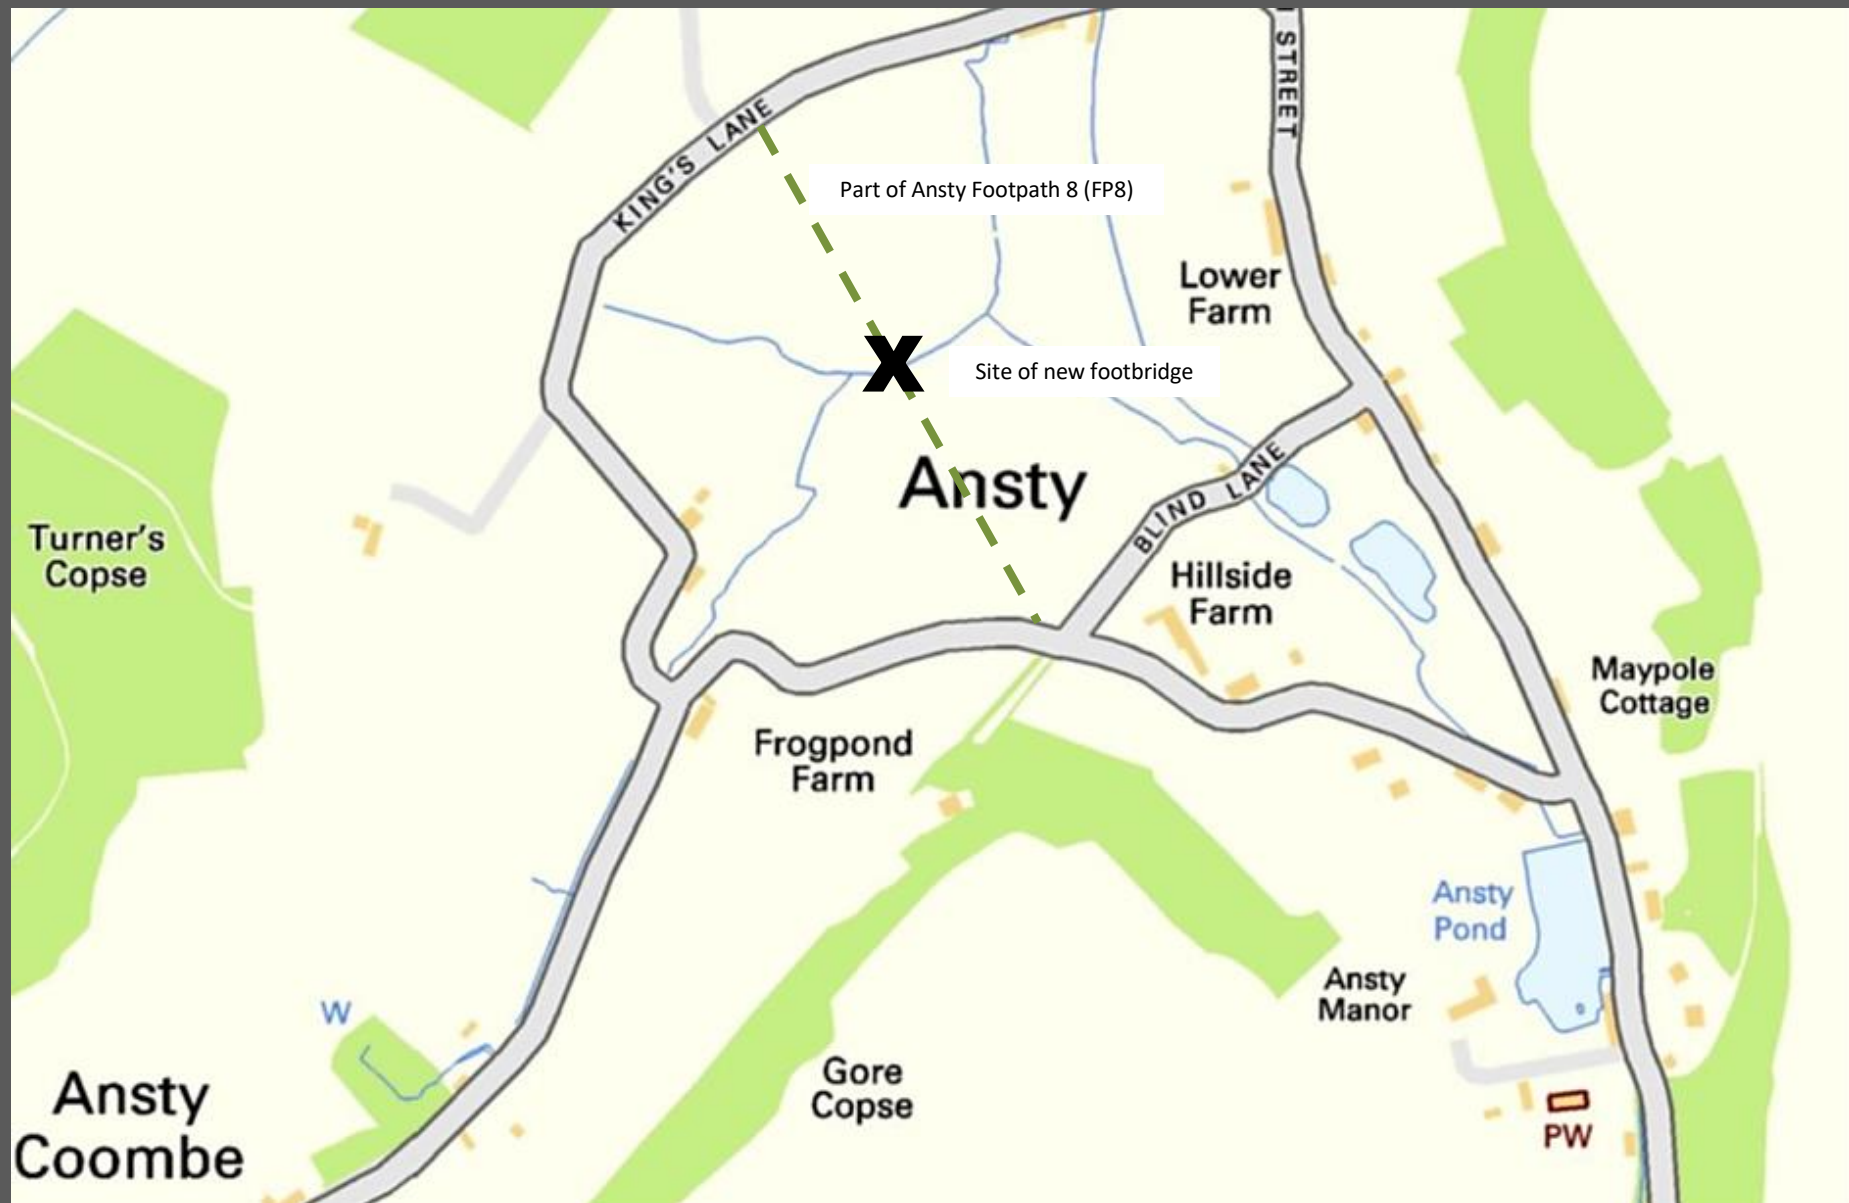 STREET
KING'S LANE
Part of Ansty Footpath 8 (FP8)
Lower
Farm
Site of new footbridge
Ansty
BLIND LANE
Turner's
Copse
Hillside
Farm
Maypole
Cottage
Frogpond
Farm
Ansty
Pond
Ansty
Manor
W
Gore
Copse
Ansty
Coombe
PW